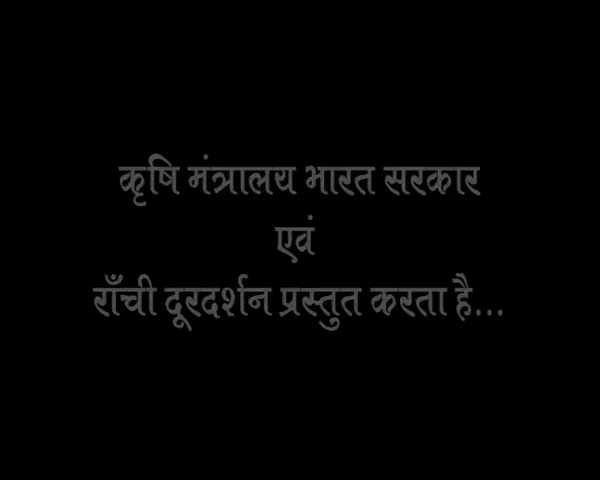 कृषि मंत्रालय भारत सरकार
एवं
राँची दूरदर्शन प्रस्तुत करता है...